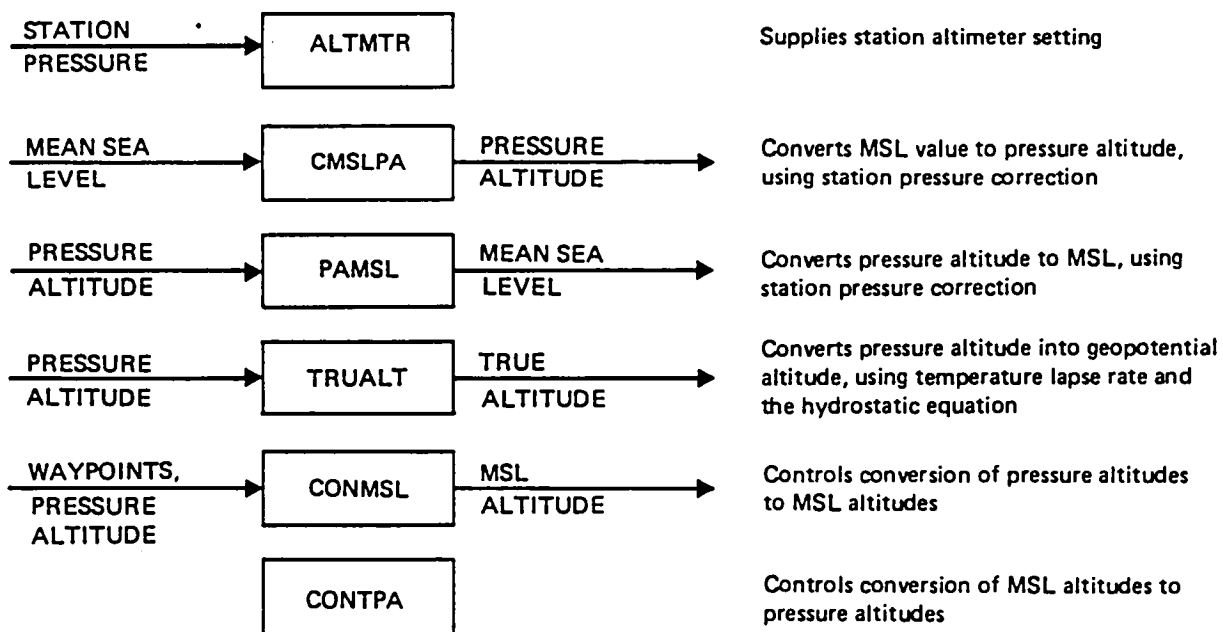 STATION
PRESSURE
ALTMTR
Supplies station altimeter setting
MEAN SEA
LEVEL
CMSLPA
PRESSURE
ALTITUDE
Converts MSL value to pressure altitude,
using station pressure correction
PRESSURE
ALTITUDE
PAMSL
MEAN SEA
LEVEL
Converts pressure altitude to MSL, using
station pressure correction
PRESSURE
ALTITUDE
TRUALT
TRUE
ALTITUDE
Converts pressure altitude into geopotential
altitude, using temperature lapse rate and
the hydrostatic equation
WAYPOINTS,
PRESSURE
ALTITUDE
CONMSL
MSL
ALTITUDE
Controls conversion of pressure altitudes
to MSL altitudes
CONTPA
Controls conversion of MSL altitudes to
pressure altitudes